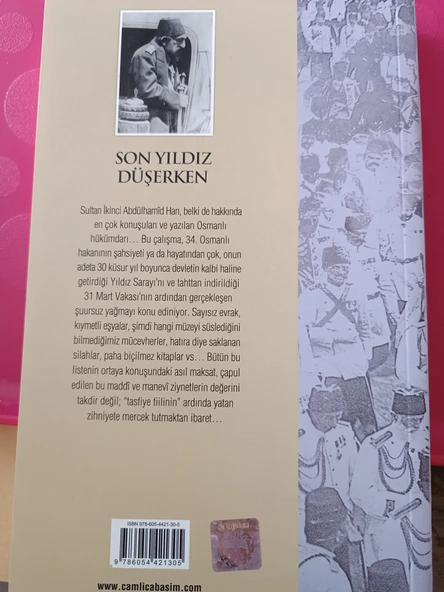 SON YILDIZ
DÜŞERKEN
Sultan İkinci Abdülhamîd Han, belki de hakkında
en çok konuşulan ve yazılan Osmanlı
hükümdarı... Bu çalışma, 34. Osmanlı
hakanının şahsiyeti ya da hayatından çok, onun
adeta 30 küsur yıl boyunca devletin kalbi haline
getirdiği Yıldız Sarayı'nı ve tahttan indirildiği
31 Mart Vakası'nın ardından gerçekleşen
şuursuz yağmayı konu ediniyor. Sayısız evrak,
kıymetli eşyalar, şimdi hangi müzeyi süslediğini
bilmediğimiz mücevherler, hatıra diye saklanan
silahlar, paha biçilmez kitaplar vs... Bütün bu
listenin ortaya konuşundaki asıl maksat, çapul
edilen bu maddî ve manevî ziynetlerin değerini
takdir değil; "tasfiye fiilinin" ardında yatan
zihniyete mercek tutmaktan ibaret...
ISBN 978-605-4421-30-5
9 786054 421305
www.camlicabasim.com